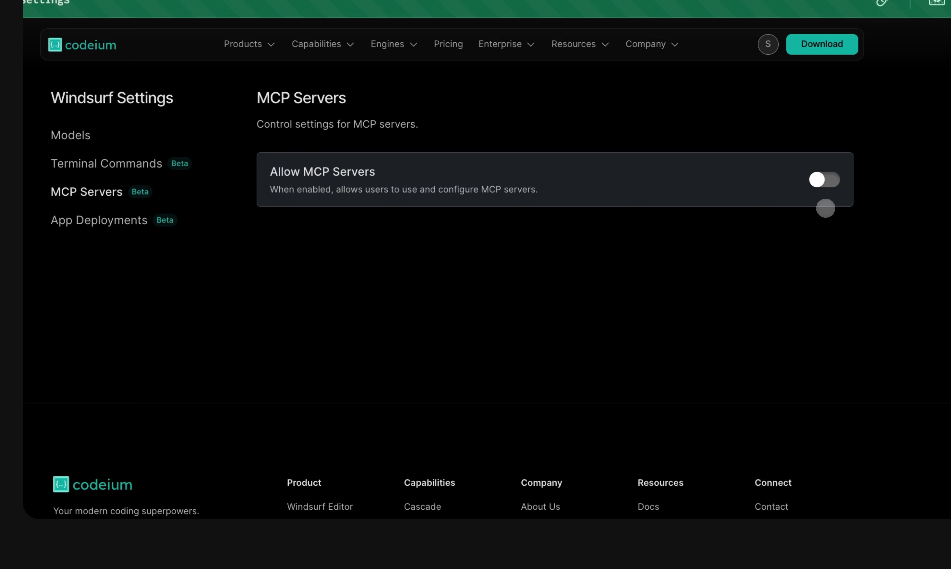 settings
codeium
Products
Capabilities
Engines
Pricing
Enterprise
Resources
Company
S
Download
Windsurf Settings
Models
Terminal Commands Beta
MCP Servers Beta
App Deployments Beta
MCP Servers
Control settings for MCP servers.
Allow MCP Servers
When enabled, allows users to use and configure MCP servers.
{...} codeium
Your modern coding superpowers.
Product
Windsurf Editor
Capabilities
Cascade
Company
About Us
Resources
Docs
Connect
Contact